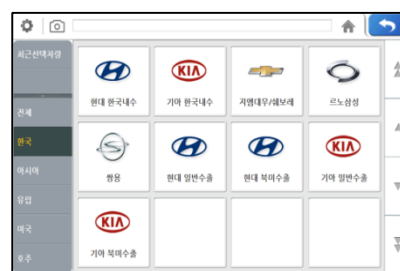 최근선택차량
전체
한국
아시아
유럽
미국
호주
현대 한국내수
KIA
기아 한국내수
지엠대우/쉐보레
르노삼성
쌍용
현대 일반수출
현대 북미수출
KIA
기아 일반수출
KIA
기아 북미수출